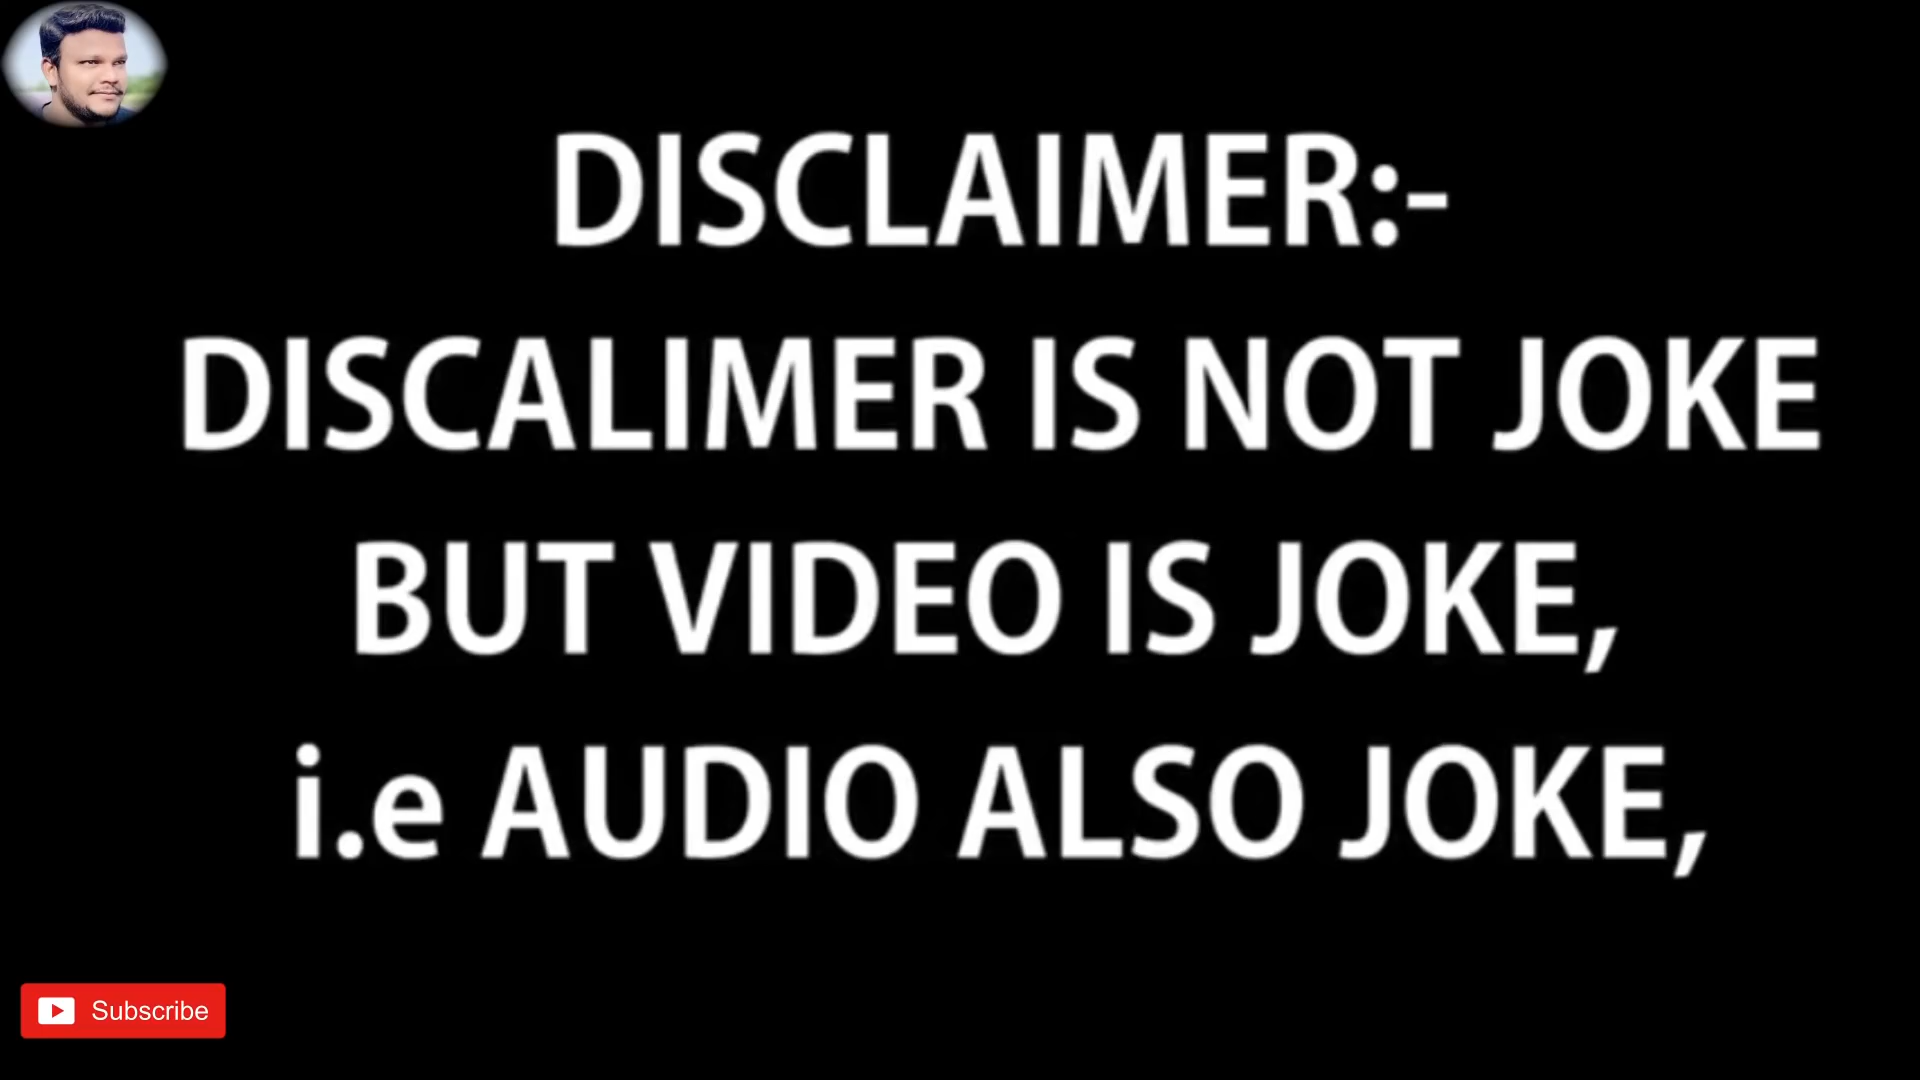 DISCLAIMER:-
DISCALIMER IS NOT JOKE
BUT VIDEO IS JOKE,
i.e AUDIO ALSO JOKE,
Subscribe